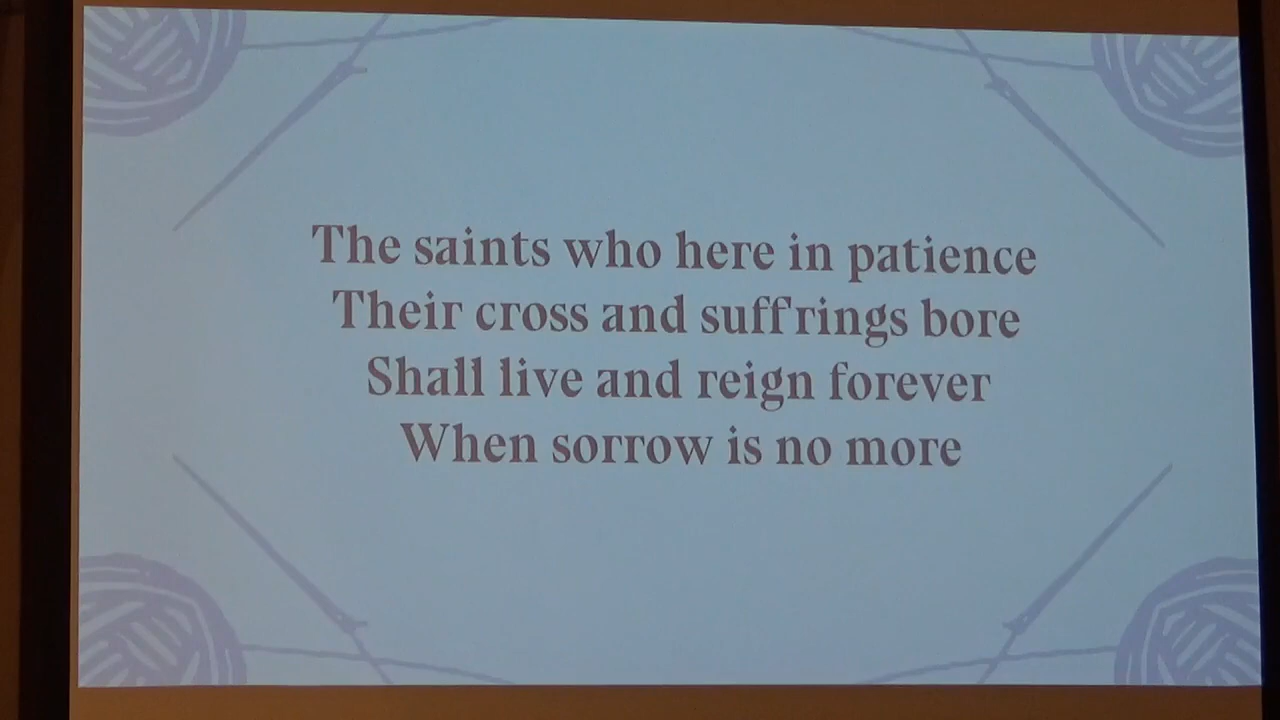 The saints who here in patience
Their cross and suff'rings bore
Shall live and reign forever
When sorrow is no more